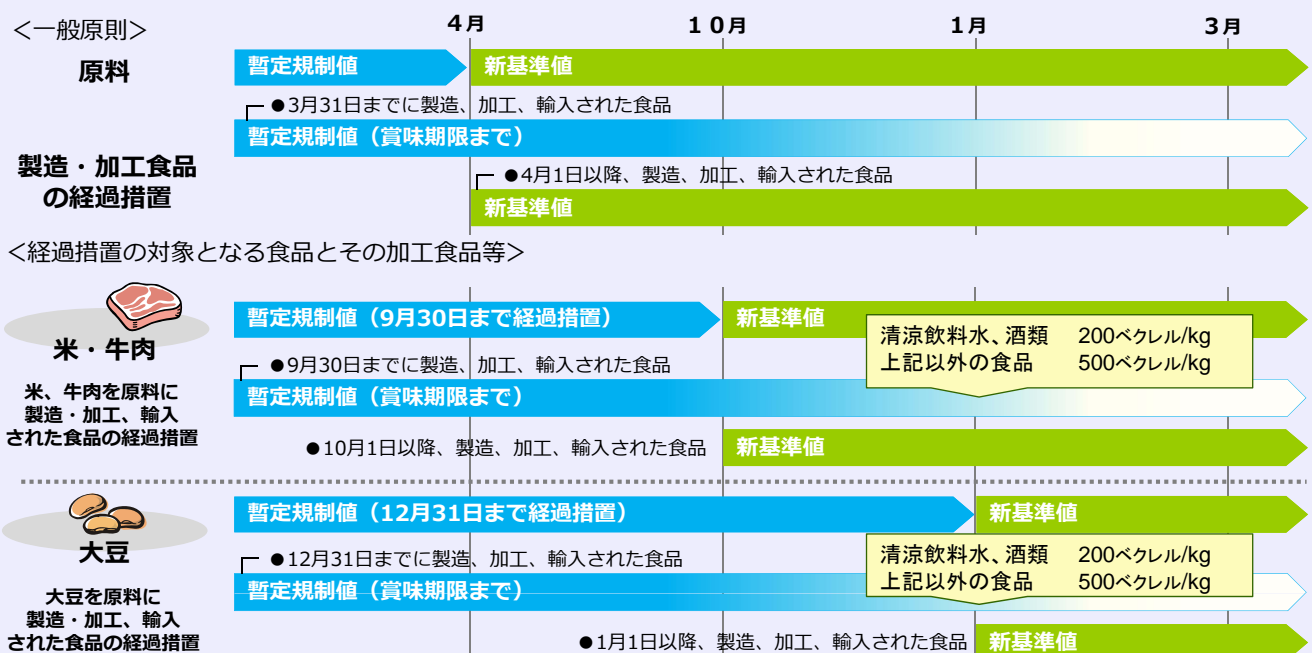 ＜一般原則＞
4月 １０月 1月 3月
原料
暫定規制値 新基準値
●3月31日までに製造、加工、輸入された食品
暫定規制値（賞味期限まで）
製造・加工食品
の経過措置
●4月1日以降、製造、加工、輸入された食品
新基準値
＜経過措置の対象となる食品とその加工食品等＞
米・牛肉
暫定規制値（9月30日まで経過措置） 新基準値
清涼飲料水、酒類 200ベクレル/kg
上記以外の食品 500ベクレル/kg
●9月30日までに製造、加工、輸入された食品
暫定規制値（賞味期限まで）
米、牛肉を原料に
製造・加工、輸入
された食品の経過措置
●10月1日以降、製造、加工、輸入された食品 新基準値
大豆
暫定規制値（12月31日まで経過措置） 新基準値
清涼飲料水、酒類 200ベクレル/kg
上記以外の食品 500ベクレル/kg
●12月31日までに製造、加工、輸入された食品
暫定規制値（賞味期限まで）
大豆を原料に
製造・加工、輸入
された食品の経過措置
●1月1日以降、製造、加工、輸入された食品 新基準値